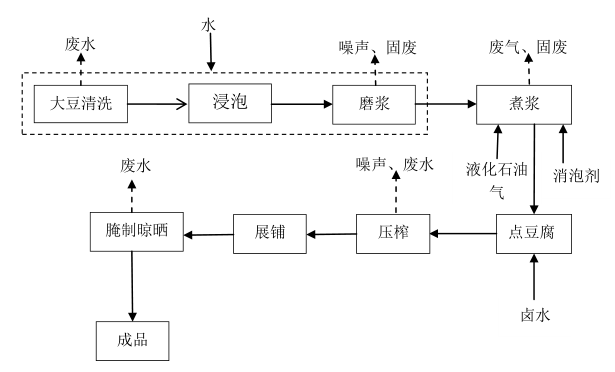 水
废水
噪声、固废
废气、固废
大豆清洗
浸泡
磨浆
煮浆
液化石油
气
消泡剂
废水
噪声、废水
腌制晾晒
展铺
压榨
点豆腐
卤水
成品